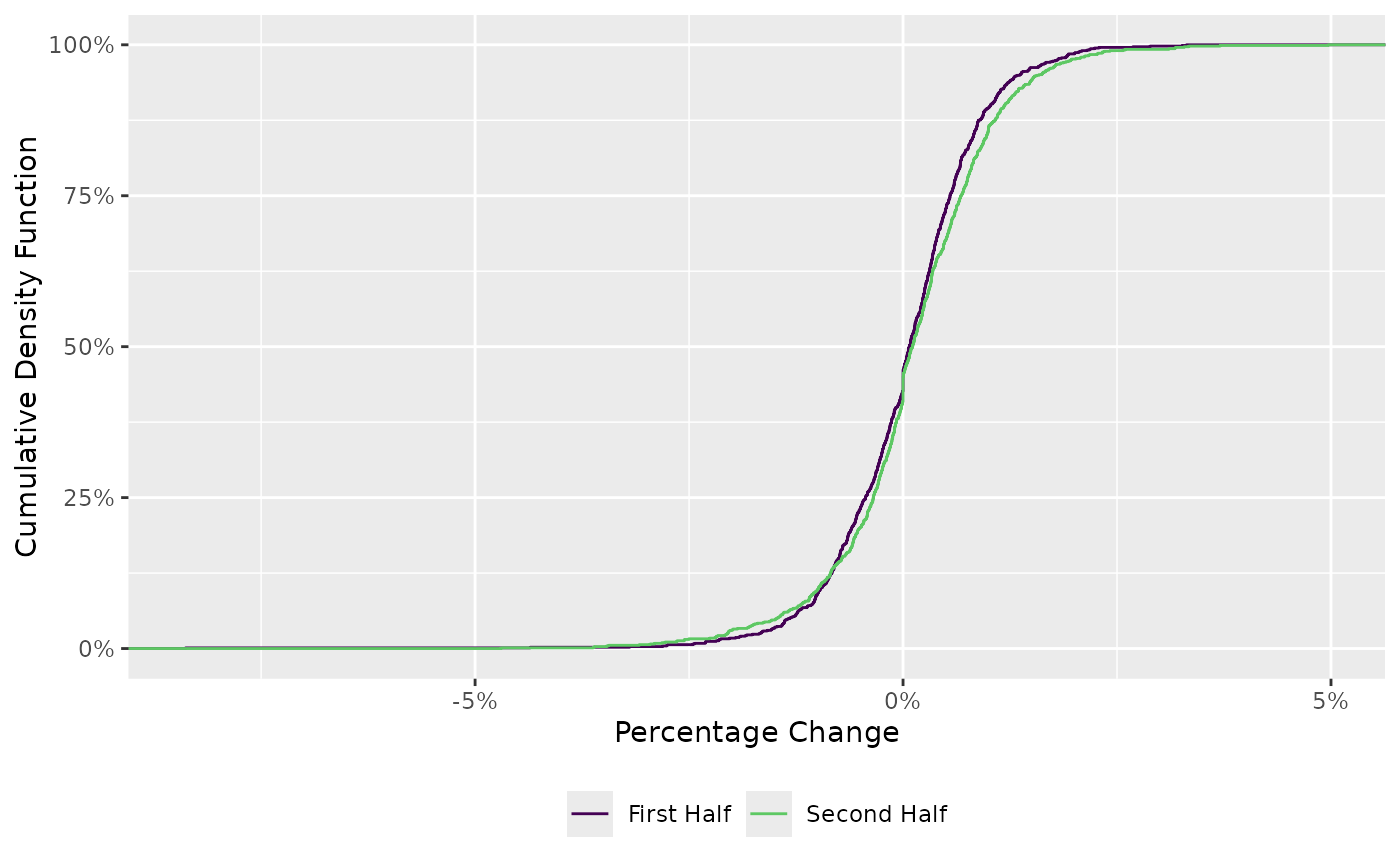 Cumulative Density Function
100%
75%
50%
25%
0%
-5%
0%
5%
Percentage Change
First Half
Second Half